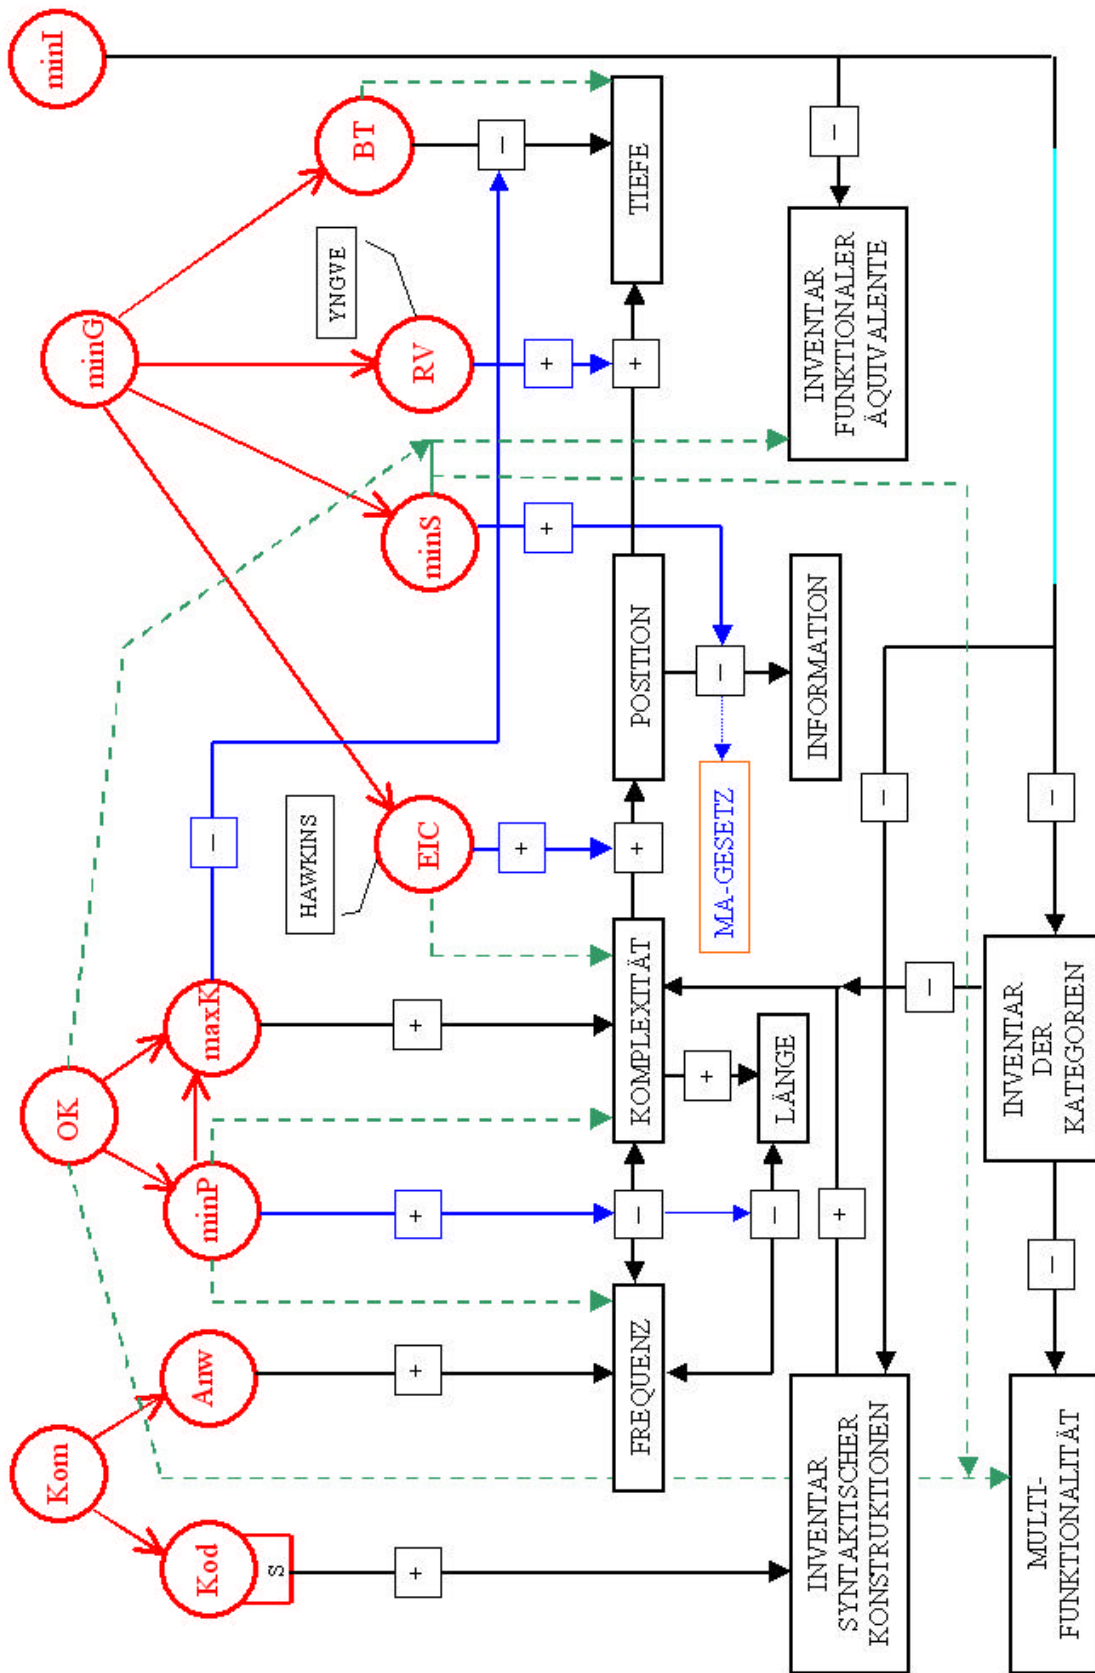 Kom
OK
minG
minI
Kod
Anw
minP
maxK
−
S
HAWKINS
YNGVE
BT
EIC
minS
RV
+
+
+
+
+
+
+
−
FREQUENZ
−
KOMPLEXITÄT
+
POSITION
+
TIEFE
+
MA-GESETZ
−
−
LÄNGE
INFORMATION
INVENTAR
SYNTAKTISCHER
KONSTRUKTIONEN
+
−
INVENTAR
FUNKTIONALER
ÄQUIVALENTE
−
−
INVENTAR
DER
KATEGORIEN
−
−
MULTI-
FUNKTIONALITÄT